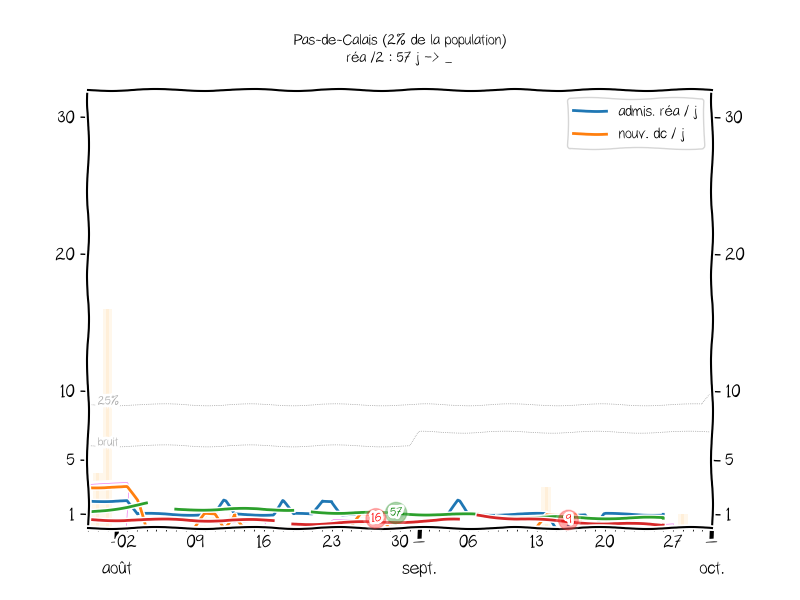 Pas-de-Calais (2% de la population)
réa /2 : 57 j -> _
admis. réa / j
nouv. dc / j
30 30
20 20
10 10
25%
bruit
5 5
1 1
16 57 9
02 09 16 23 30 06 13 20 27
août sept. oct.